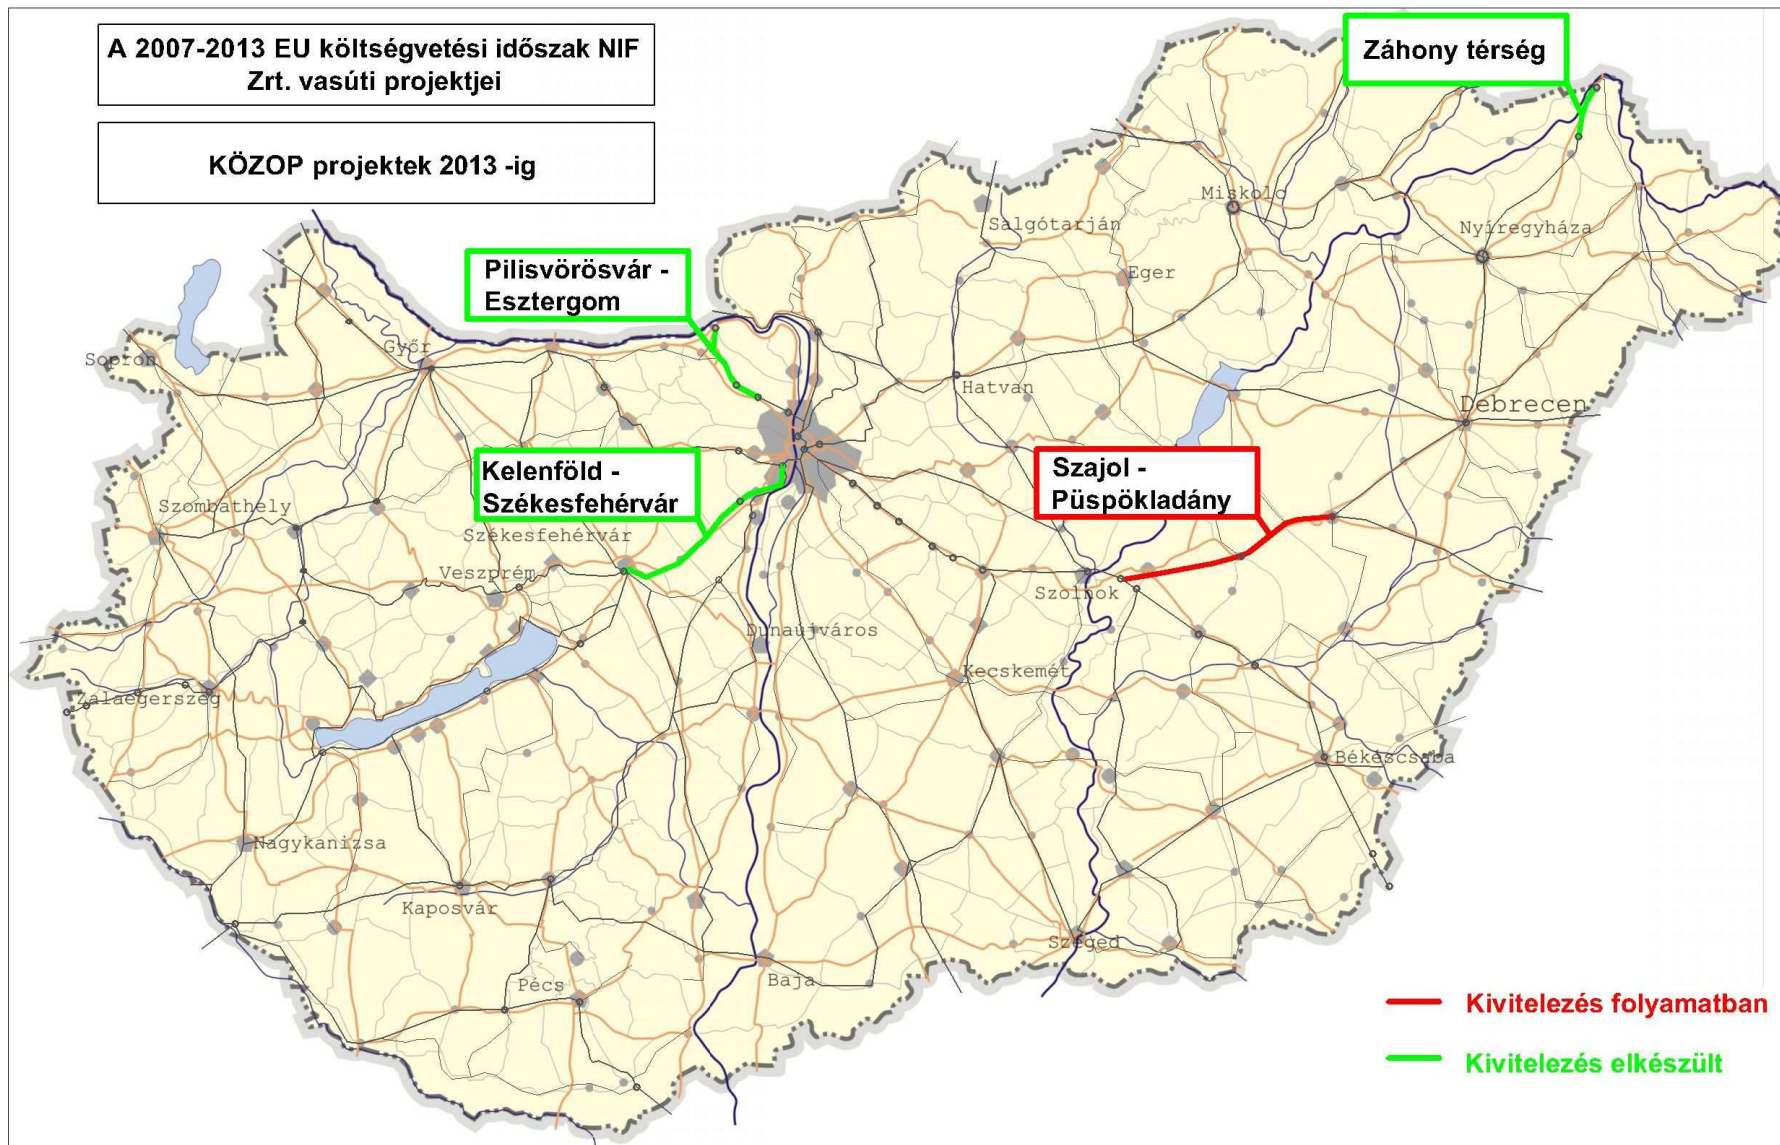 A 2007-2013 EU költségvetési időszak NIF
Zrt. vasúti projektjei
KÖZOP projektek 2013 -ig
Záhony térség
Miskolc
Salgótarján
Nyíregyháza
Pilisvörösvár -
Esztergom
Eger
Sopron
Győr
Hatvan
Debrecen
Kelenföld -
Székesfehérvár
Szajol -
Püspökladány
Szombathely
Székesfehérvár
Veszprém
Szolnok
Dunaújváros
Kecskemét
Zalaegerszeg
Békéscsaba
Nagykanizsa
Kaposvár
Szeged
Pécs
Baja
Kivitelezés folyamatban
Kivitelezés elkészült